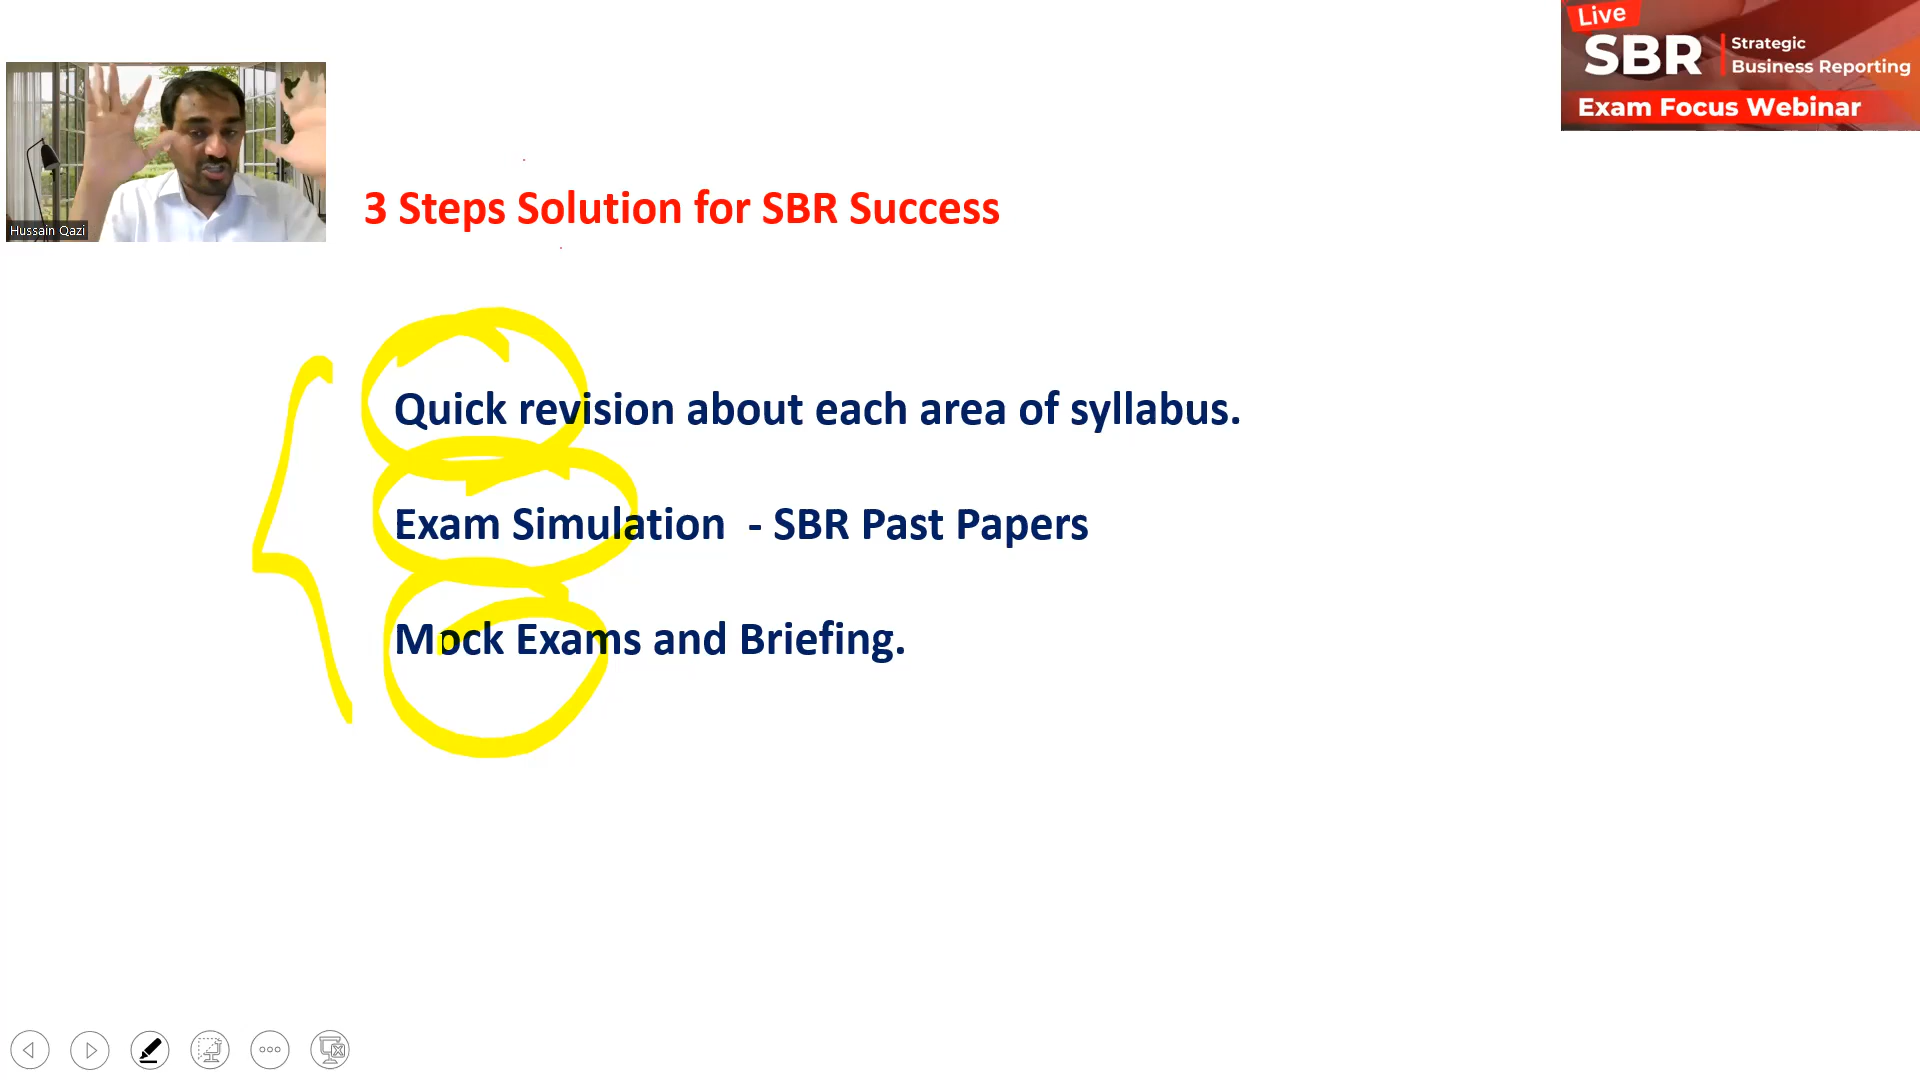 Live
SBR
Strategic
Business Reporting
Exam Focus Webinar
Hussain Qazi
3 Steps Solution for SBR Success
Quick revision about each area of syllabus.
Exam Simulation - SBR Past Papers
Mock Exams and Briefing.